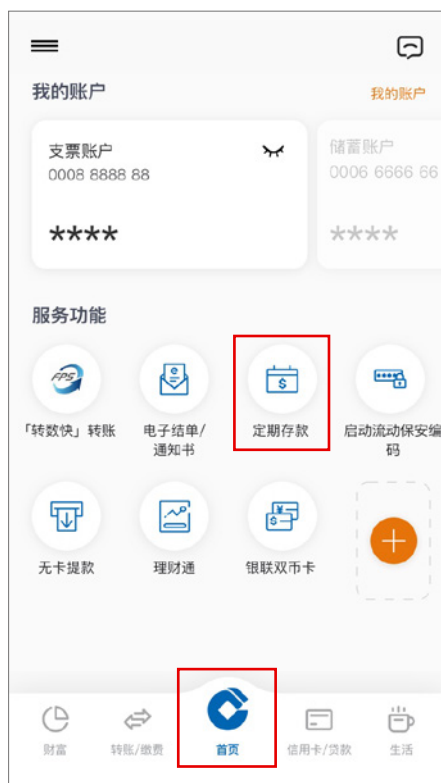 我的账户
我的账户
支票账户
0008 8888 88
****
储蓄账户
0006 6666 66
****
服务功能
FPS
「转数快」转账
电子结单/
通知书
定期存款
启动流动保安编
码
无卡提款
理财通
银联双币卡
财富
转账/缴费
首页
信用卡/贷款
生活